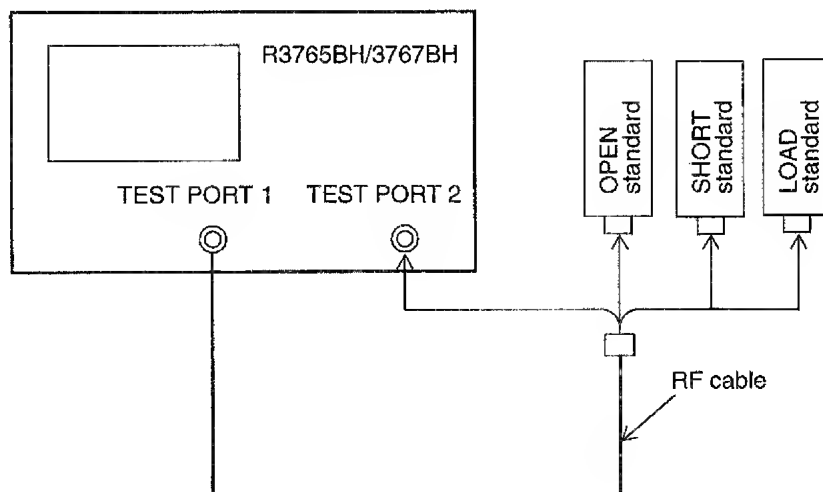 R3765BH/3767BH
TEST PORT 1
TEST PORT 2
OPEN
standard
SHORT
standard
LOAD
standard
RF cable